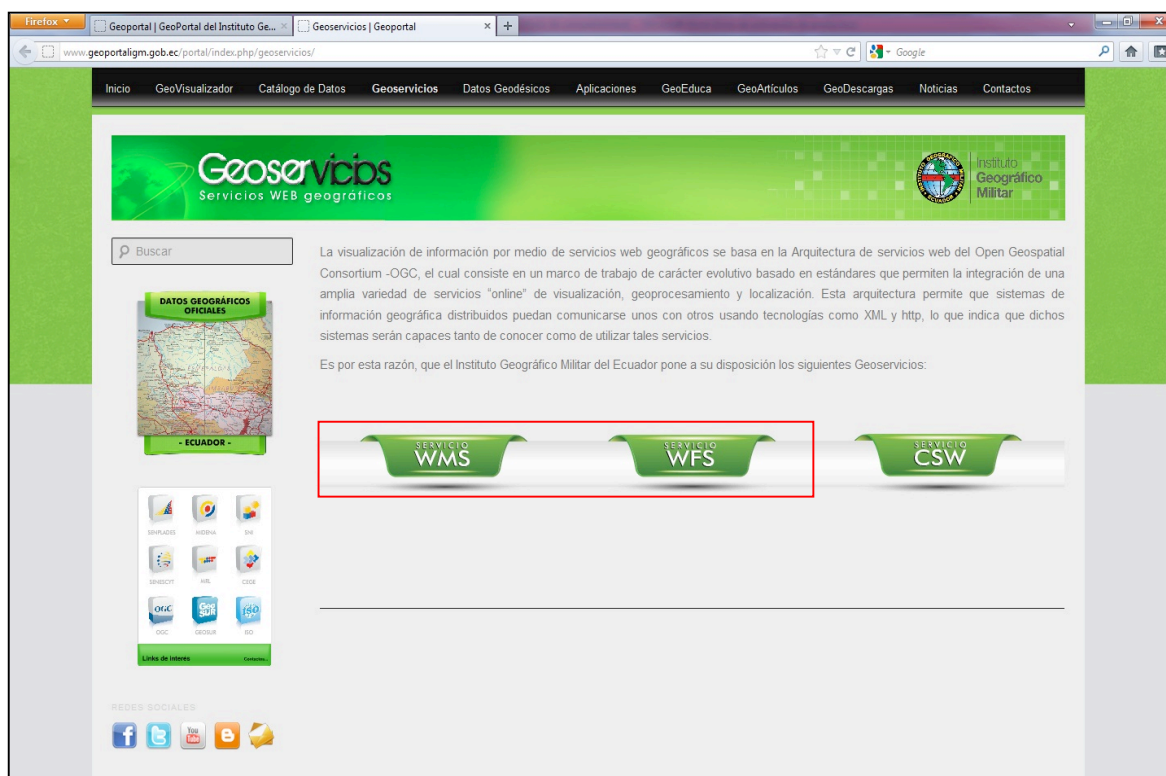 Firefox
Geoportal | GeoPortal del Instituto Ge...
Geoservicios | Geoportal
www.geoportaligm.gob.ec/portal/index.php/geoservicios/
Google
Inicio GeoVisualizador Catálogo de Datos Geoservicios Datos Geodésicos Aplicaciones GeoEduca GeoArtículos GeoDescargas Noticias Contactos
Geoservicios
Servicios WEB geográficos
Instituto
Geográfico
Militar
ECUADOR
Buscar
La visualización de información por medio de servicios web geográficos se basa en la Arquitectura de servicios web del Open Geospatial
Consortium -OGC, el cual consiste en un marco de trabajo de carácter evolutivo basado en estándares que permiten la integración de una
amplia variedad de servicios "online" de visualización, geoprocesamiento y localización. Esta arquitectura permite que sistemas de
información geográfica distribuidos puedan comunicarse unos con otros usando tecnologías como XML y http, lo que indica que dichos
sistemas serán capaces tanto de conocer como de utilizar tales servicios.
Es por esta razón, que el Instituto Geográfico Militar del Ecuador pone a su disposición los siguientes Geoservicios:
DATOS GEOGRÁFICOS
OFICIALES
- ECUADOR -
SERVICIO
WMS
SERVICIO
WFS
SERVICIO
CSW
SENPLADES MIDENA SNI
SENESCYT MRL CEDE
OGC GEO SUR ISO
OGC GEOSUR ISO
Links de Interés
Contactos...
REDES SOCIALES
You
Tube